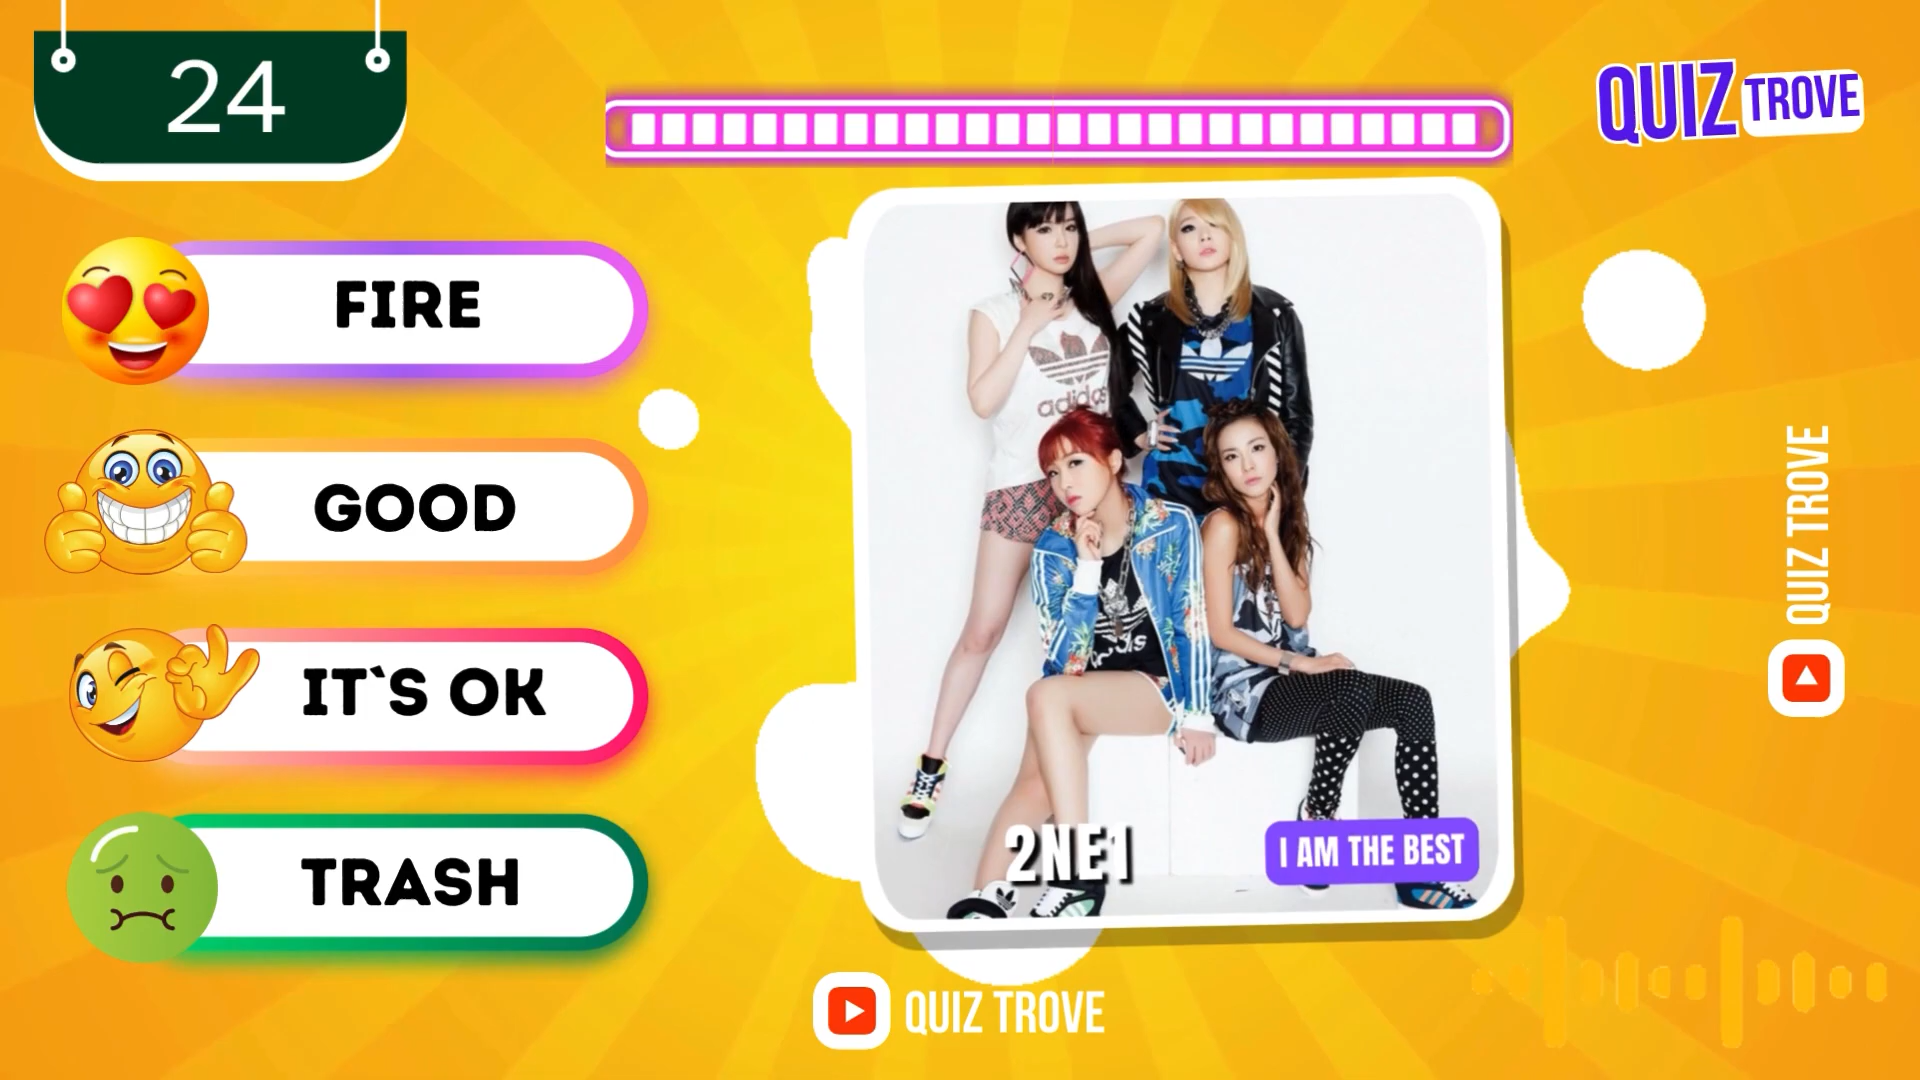 24
QUIZ TROVE
FIRE
GOOD
IT`S OK
TRASH
adidas
2NE1
I AM THE BEST
QUIZ TROVE
QUIZ TROVE